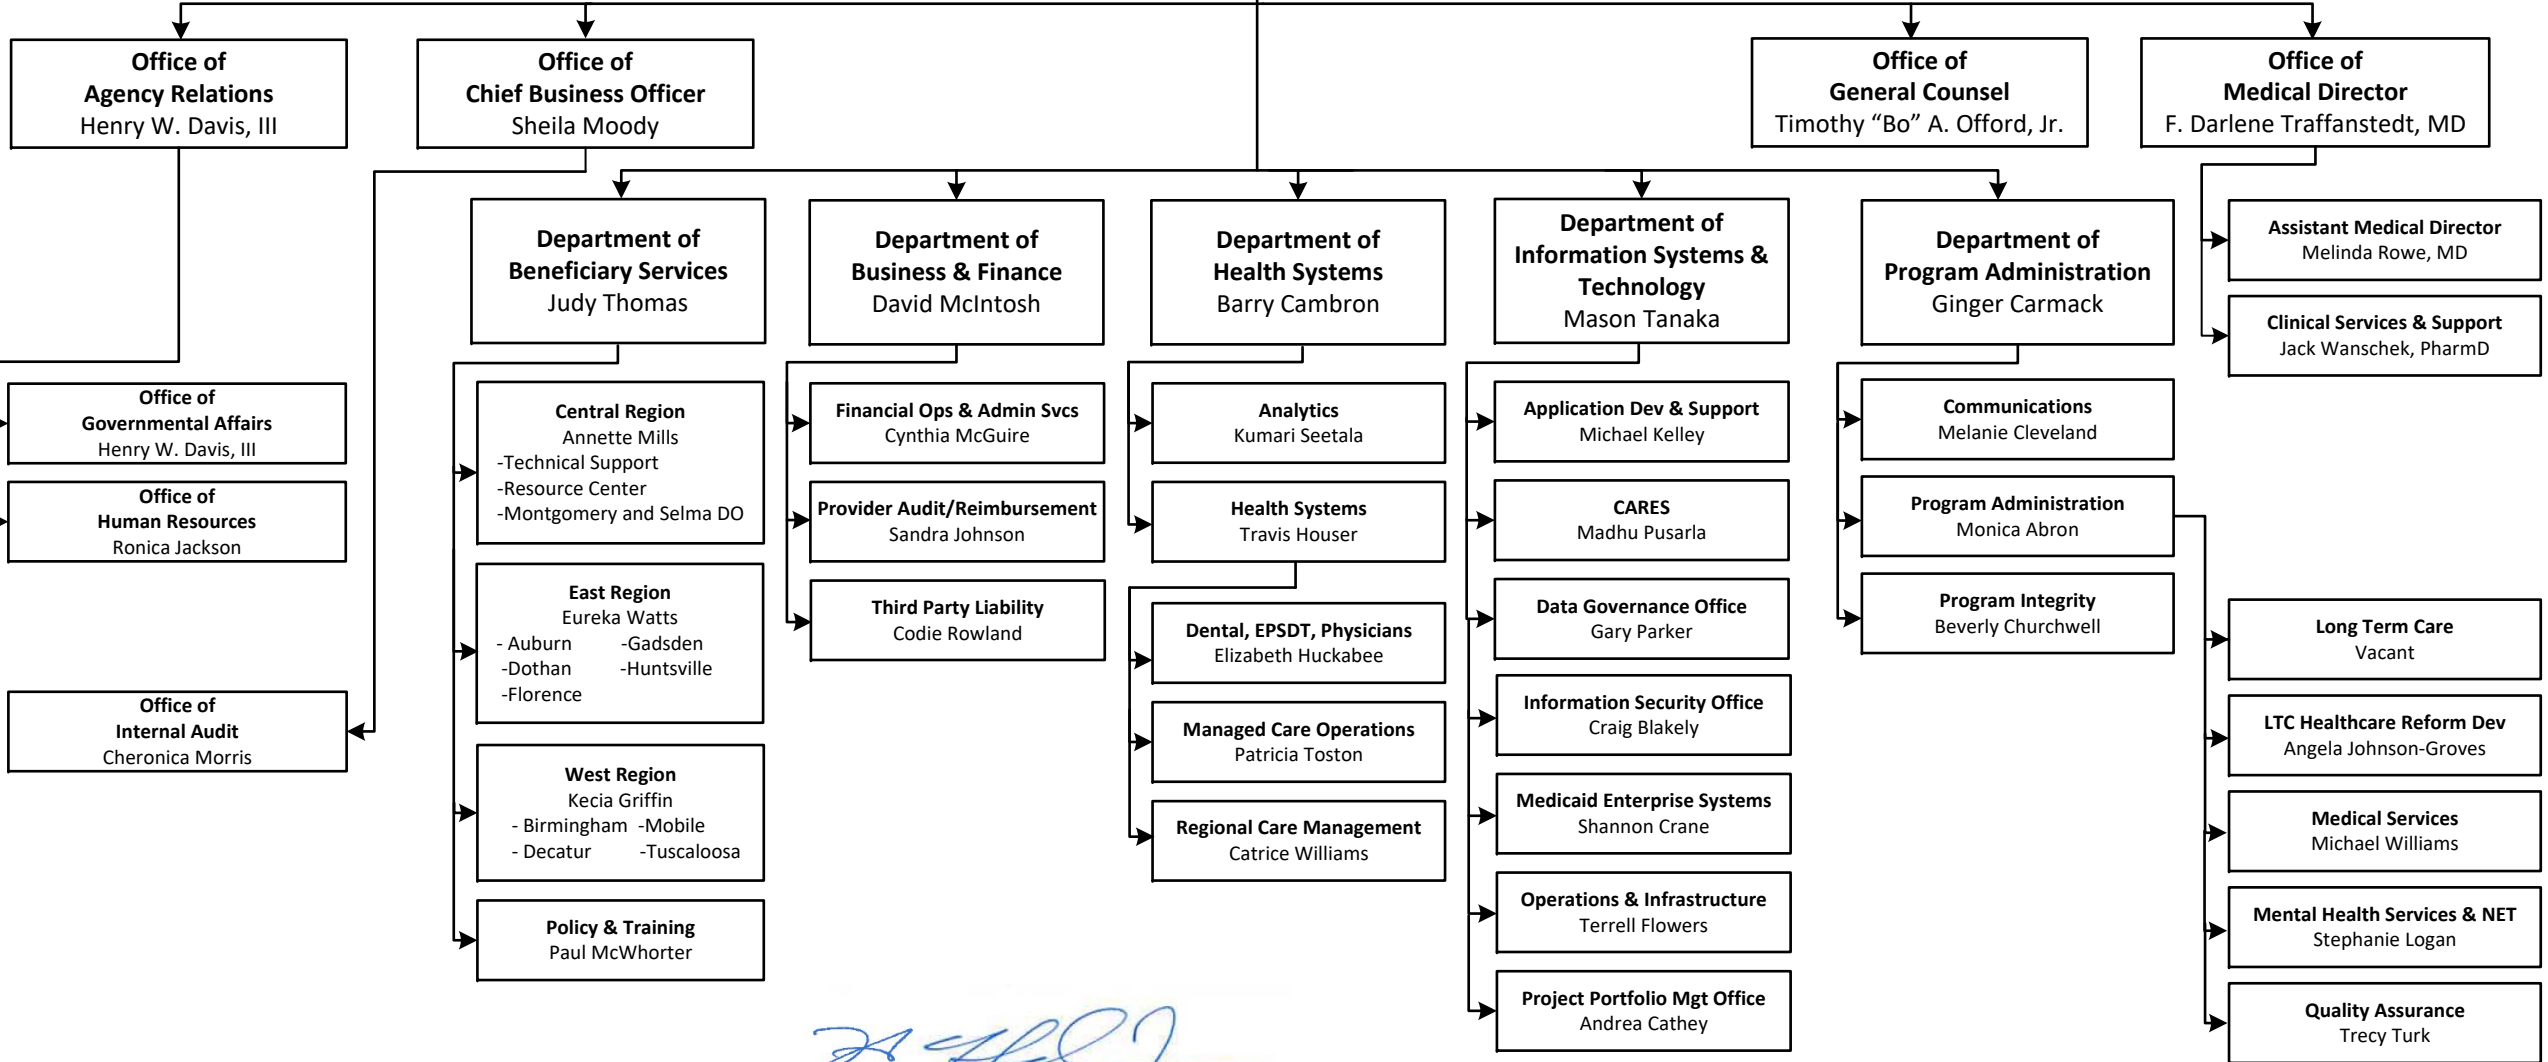 Office of
Agency Relations
Henry W. Davis, III
Office of
Chief Business Officer
Sheila Moody
Office of
General Counsel
Timothy “Bo” A. Offord, Jr.
Office of
Medical Director
F. Darlene Traffanstedt, MD
Assistant Medical Director
Melinda Rowe, MD
Clinical Services & Support
Jack Wanschek, PharmD
Office of
Governmental Affairs
Henry W. Davis, III
Office of
Human Resources
Ronica Jackson
Office of
Internal Audit
Cheronica Morris
Department of
Beneficiary Services
Judy Thomas
Central Region
Annette Mills
-Technical Support
-Resource Center
-Montgomery and Selma DO
East Region
Eureka Watts
- Auburn -Gadsden
-Dothan -Huntsville
-Florence
West Region
Kecia Griffin
- Birmingham -Mobile
- Decatur -Tuscaloosa
Policy & Training
Paul McWhorter
Department of
Business & Finance
David McIntosh
Financial Ops & Admin Svcs
Cynthia McGuire
Provider Audit/Reimbursement
Sandra Johnson
Third Party Liability
Codie Rowland
Department of
Health Systems
Barry Cambron
Analytics
Kumari Seetala
Health Systems
Travis Houser
Dental, EPSDT, Physicians
Elizabeth Huckabee
Managed Care Operations
Patricia Toston
Regional Care Management
Catrice Williams
Department of
Information Systems &
Technology
Mason Tanaka
Application Dev & Support
Michael Kelley
CARES
Madhu Pusarla
Data Governance Office
Gary Parker
Information Security Office
Craig Blakely
Medicaid Enterprise Systems
Shannon Crane
Operations & Infrastructure
Terrell Flowers
Project Portfolio Mgt Office
Andrea Cathey
Department of
Program Administration
Ginger Carmack
Communications
Melanie Cleveland
Program Administration
Monica Abron
Program Integrity
Beverly Churchwell
Long Term Care
Vacant
LTC Healthcare Reform Dev
Angela Johnson-Groves
Medical Services
Michael Williams
Mental Health Services & NET
Stephanie Logan
Quality Assurance
Trecy Turk